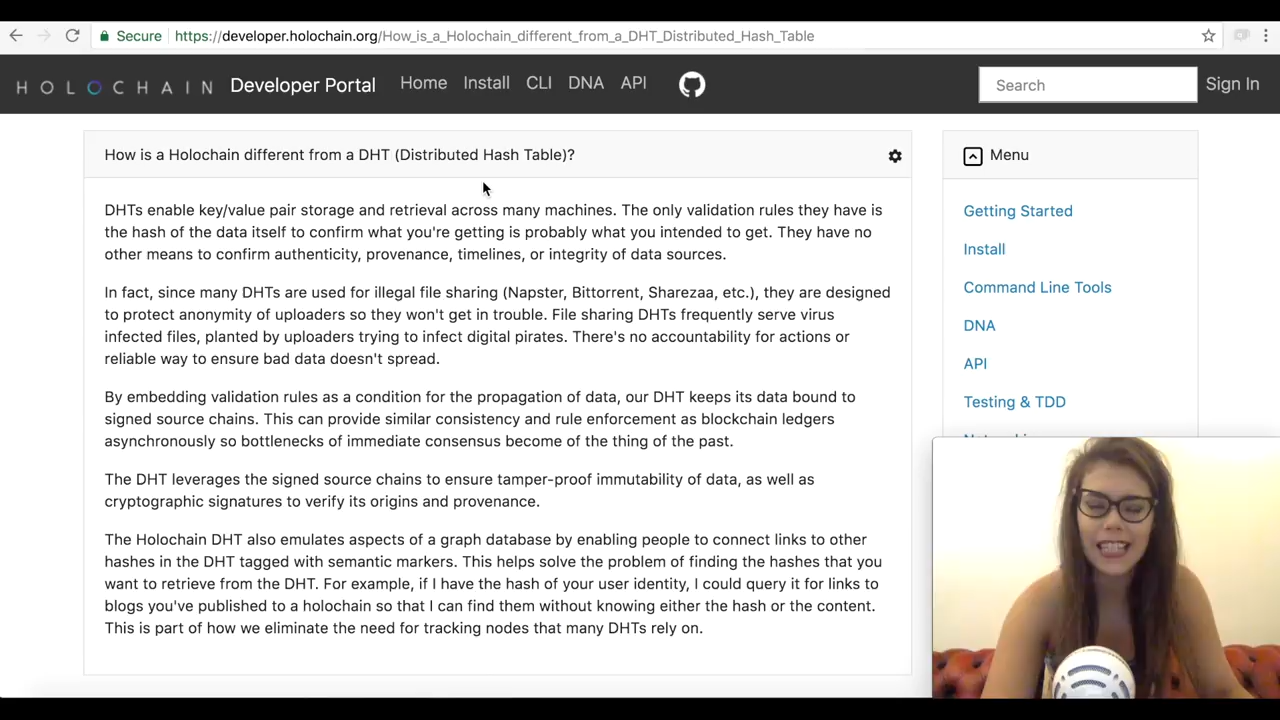 Secure https://developer.holochain.org/How_is_a_Holochain_different_from_a_DHT_Distributed_Hash_Table
HOLOCHAIN Developer Portal Home Install CLI DNA API Search Sign In
How is a Holochain different from a DHT (Distributed Hash Table)?
DHTs enable key/value pair storage and retrieval across many machines. The only validation rules they have is
the hash of the data itself to confirm what you're getting is probably what you intended to get. They have no
other means to confirm authenticity, provenance, timelines, or integrity of data sources.
In fact, since many DHTs are used for illegal file sharing (Napster, Bittorrent, Sharezaa, etc.), they are designed
to protect anonymity of uploaders so they won't get in trouble. File sharing DHTs frequently serve virus
infected files, planted by uploaders trying to infect digital pirates. There's no accountability for actions or
reliable way to ensure bad data doesn't spread.
By embedding validation rules as a condition for the propagation of data, our DHT keeps its data bound to
signed source chains. This can provide similar consistency and rule enforcement as blockchain ledgers
asynchronously so bottlenecks of immediate consensus become of the thing of the past.
The DHT leverages the signed source chains to ensure tamper-proof immutability of data, as well as
cryptographic signatures to verify its origins and provenance.
The Holochain DHT also emulates aspects of a graph database by enabling people to connect links to other
hashes in the DHT tagged with semantic markers. This helps solve the problem of finding the hashes that you
want to retrieve from the DHT. For example, if I have the hash of your user identity, I could query it for links to
blogs you've published to a holochain so that I can find them without knowing either the hash or the content.
This is part of how we eliminate the need for tracking nodes that many DHTs rely on.
Menu
Getting Started
Install
Command Line Tools
DNA
API
Testing & TDD